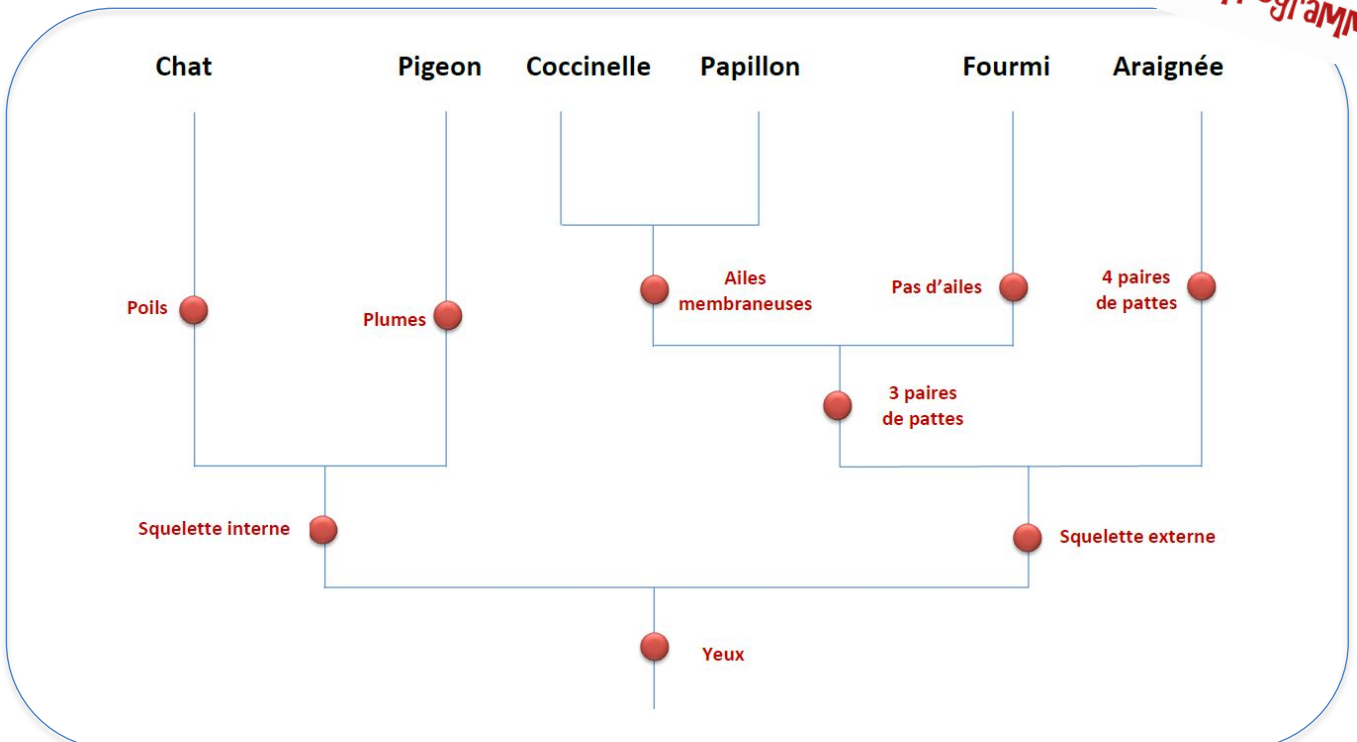 Chat Pigeon Coccinelle Papillon Fourmi Araignée
Poils
Plumes
Ailes
membraneuses
Pas d'ailes
4 paires
de pattes
3 paires
de pattes
Squelette interne
Squelette externe
Yeux